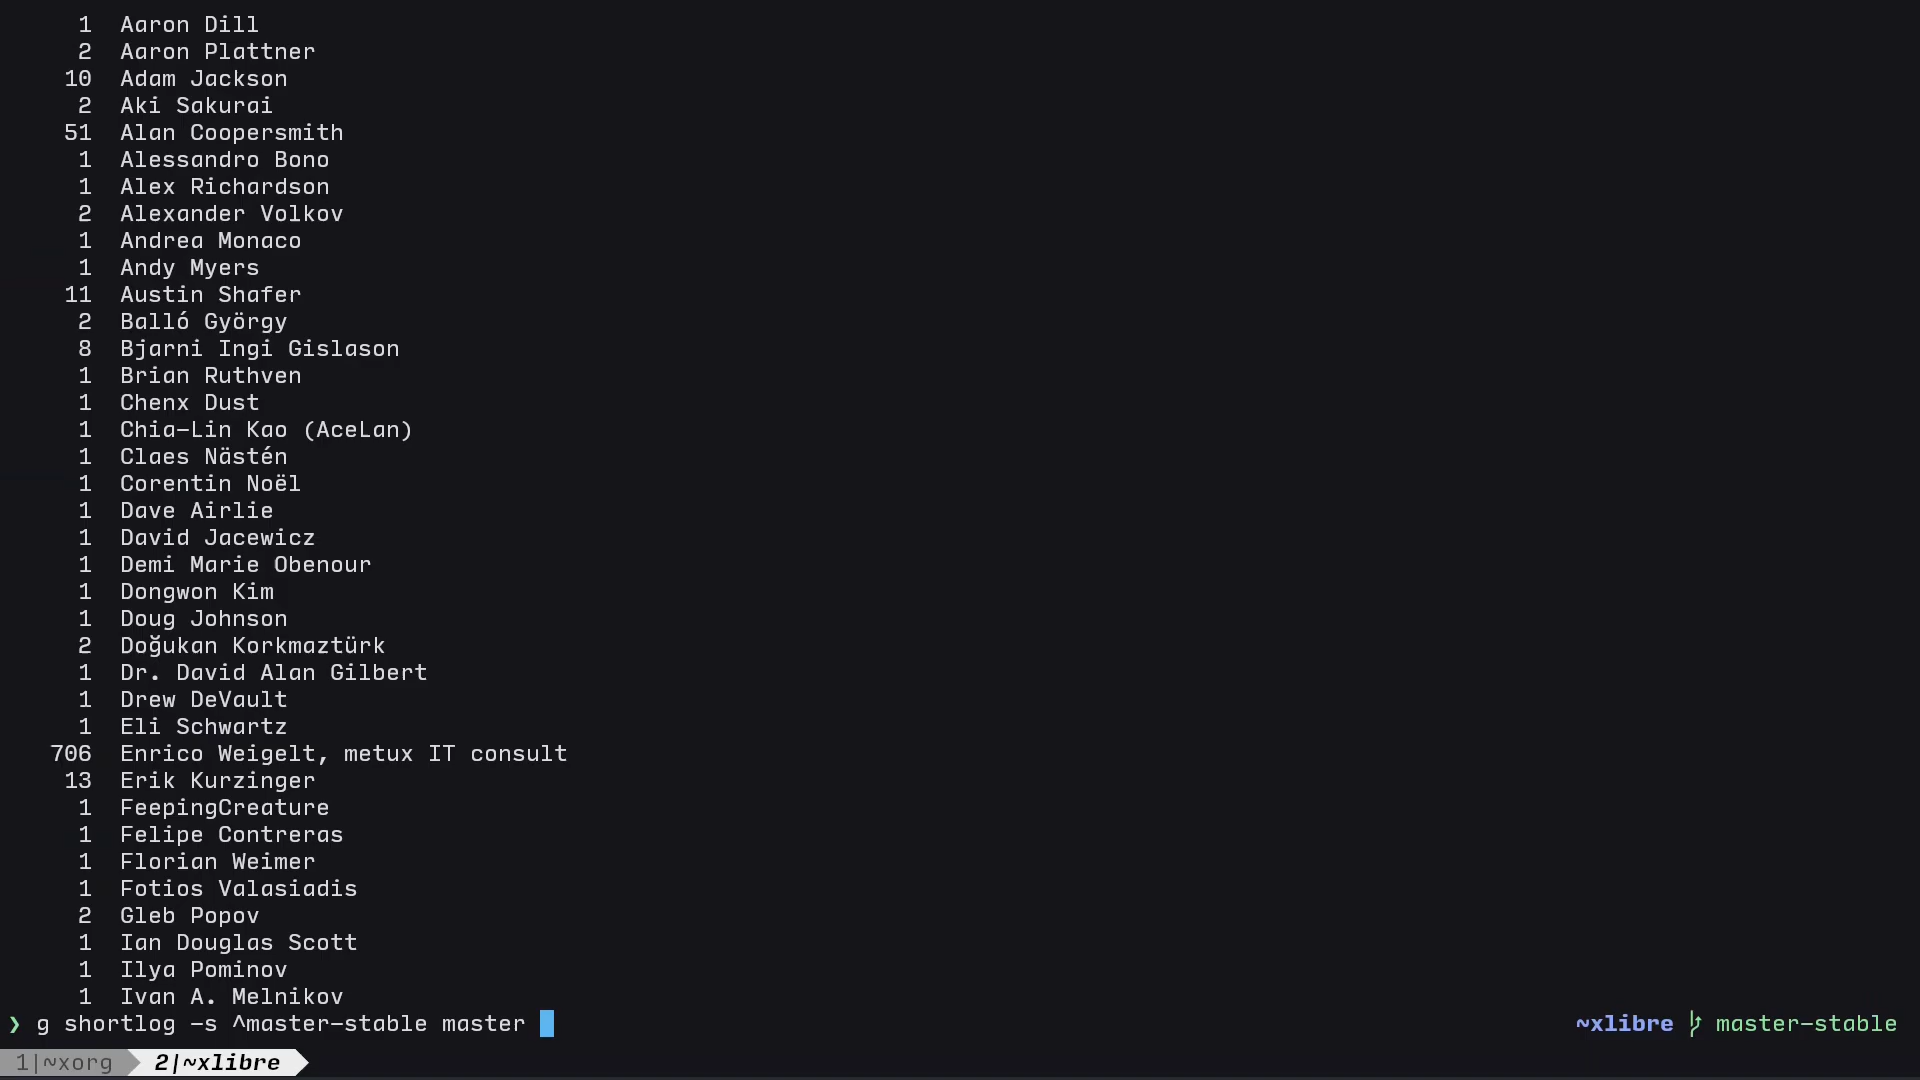 1 Aaron Dill
2 Aaron Plattner
10 Adam Jackson
2 Aki Sakurai
51 Alan Coopersmith
1 Alessandro Bono
1 Alex Richardson
2 Alexander Volkov
1 Andrea Monaco
1 Andy Myers
11 Austin Shafer
2 Balló György
8 Bjarni Ingi Gislason
1 Brian Ruthven
1 Chenx Dust
1 Chia-Lin Kao (AceLan)
1 Claes Nästén
1 Corentin Noël
1 Dave Airlie
1 David Jacewicz
1 Demi Marie Obenour
1 Dongwon Kim
1 Doug Johnson
2 Doğukan Korkmaztürk
1 Dr. David Alan Gilbert
1 Drew DeVault
1 Eli Schwartz
706 Enrico Weigelt, metux IT consult
13 Erik Kurzinger
1 FeepingCreature
1 Felipe Contreras
1 Florian Weimer
1 Fotios Valasiadis
2 Gleb Popov
1 Ian Douglas Scott
1 Ilya Pominov
1 Ivan A. Melnikov
❯ g shortlog -s ^master-stable master ~xlibre master-stable
1|~xorg 2|~xlibre